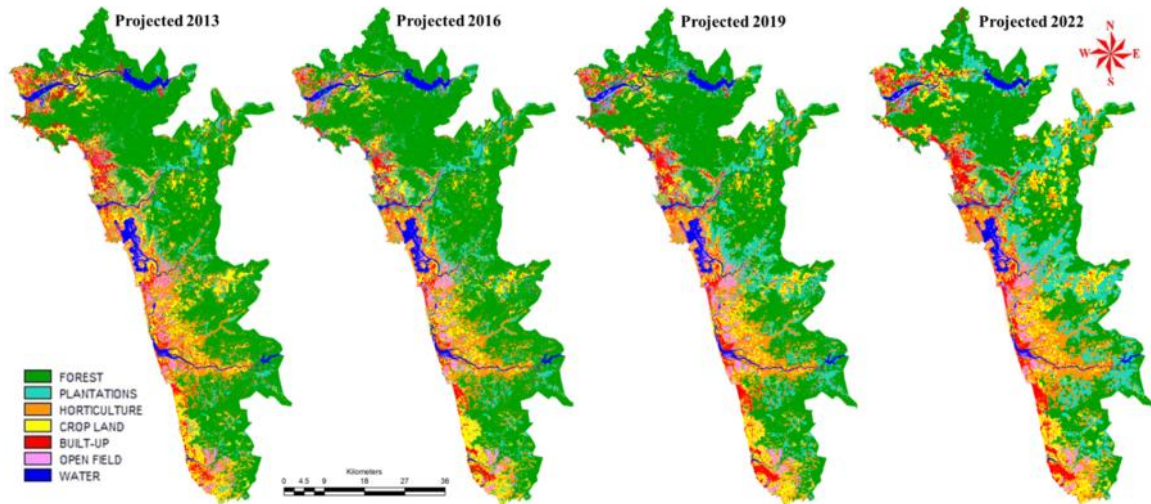 Projected 2013
Projected 2016
Projected 2019
Projected 2022
N
W E
S
FOREST
PLANTATIONS
HORTICULTURE
CROP LAND
BUILT-UP
OPEN FIELD
WATER
Kilometers
0 4.5 9 18 27 36